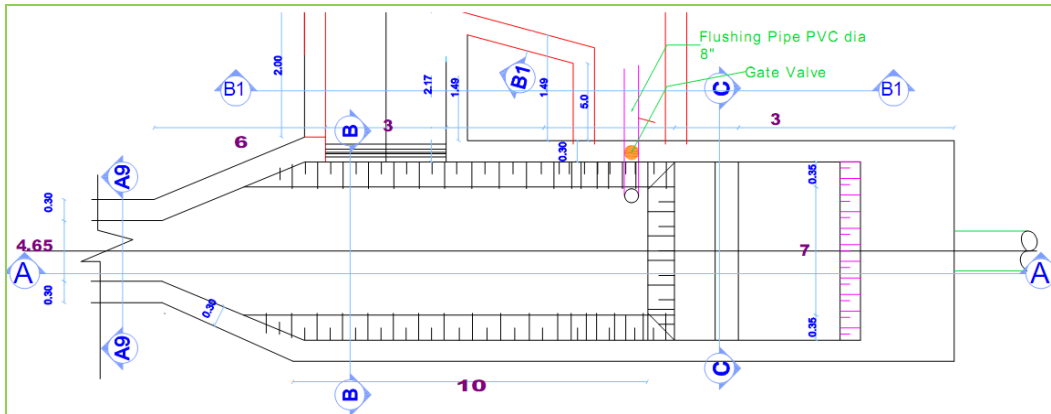 Flushing Pipe PVC dia
8"
Gate Valve
B1
B1
B1
C
2.00
2.17
1.49
1.49
5.0
3
3
B
6
0.30
A9
0.30
0.35
4.65
7
A
A
0.30
0.30
0.35
A9
B
10
C